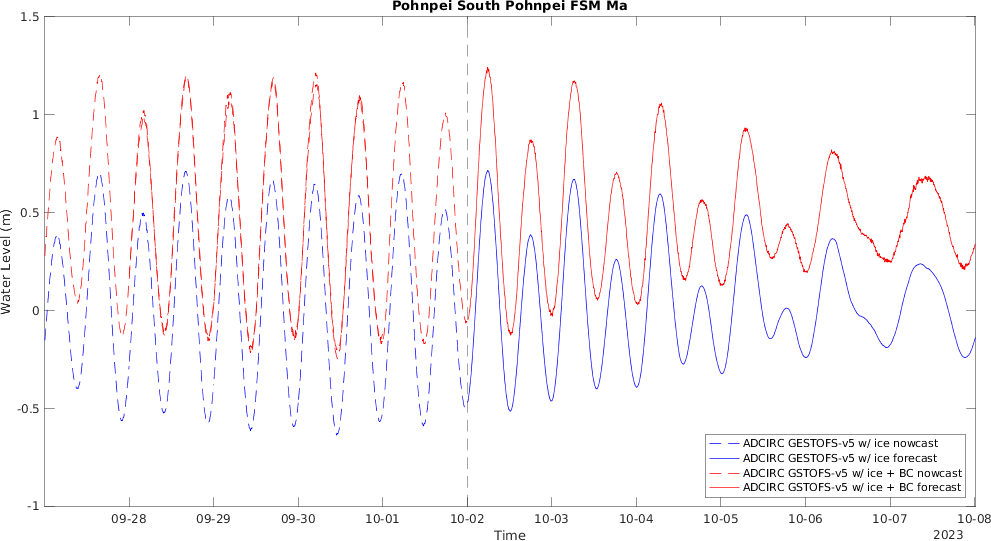 Pohnpei South Pohnpei FSM Ma
1.5
1
0.5
0
-0.5
-1
Water Level (m)
09-28
09-29
09-30
10-01
10-02
10-03
10-04
10-05
10-06
10-07
10-08
Time
2023
ADCIRC GESTOFS-v5 w/ ice nowcast
ADCIRC GESTOFS-v5 w/ ice forecast
ADCIRC GSTOFS-v5 w/ ice + BC nowcast
ADCIRC GSTOFS-v5 w/ ice + BC forecast